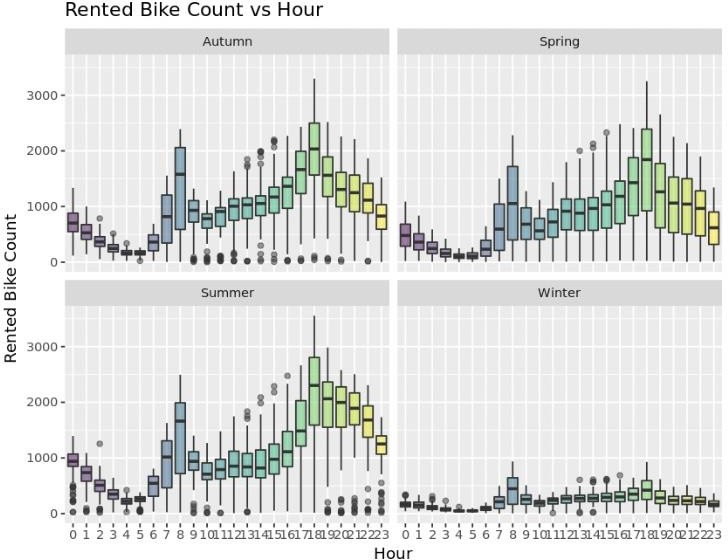 Rented Bike Count vs Hour
Autumn
Spring
3000
2000
1000
0
Summer
Winter
3000
2000
1000
0
0 1 2 3 4 5 6 7 8 9 10 11 12 13 14 15 16 17 18 19 20 21 22 23
0 1 2 3 4 5 6 7 8 9 10 11 12 13 14 15 16 17 18 19 20 21 22 23
Hour
Rented Bike Count